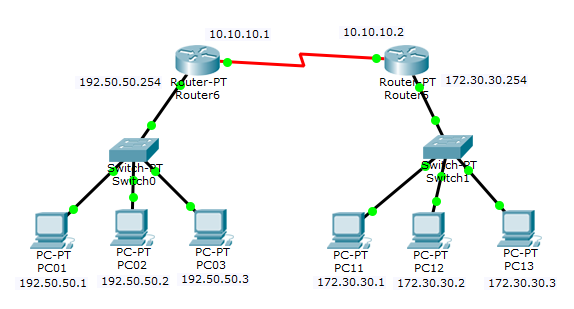 10.10.10.1
10.10.10.2
192.50.50.254
Router-PT
Router6
Router-PT
Router5
172.30.30.254
Switch-PT
Switch0
Switch-PT
Switch1
PC-PT
PC01
192.50.50.1
PC-PT
PC02
192.50.50.2
PC-PT
PC03
192.50.50.3
PC-PT
PC11
172.30.30.1
PC-PT
PC12
172.30.30.2
PC-PT
PC13
172.30.30.3